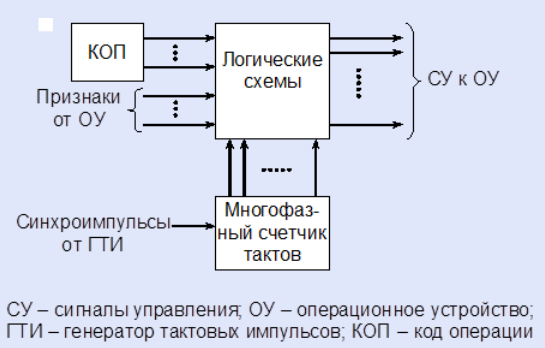 КОП
Логические
схемы
Признаки
от ОУ
СУ к ОУ
Многофаз-
ный счетчик
тактов
Синхроимпульсы
от ГТИ
СУ – сигналы управления; ОУ – операционное устройство;
ГТИ – генератор тактовых импульсов; КОП – код операции